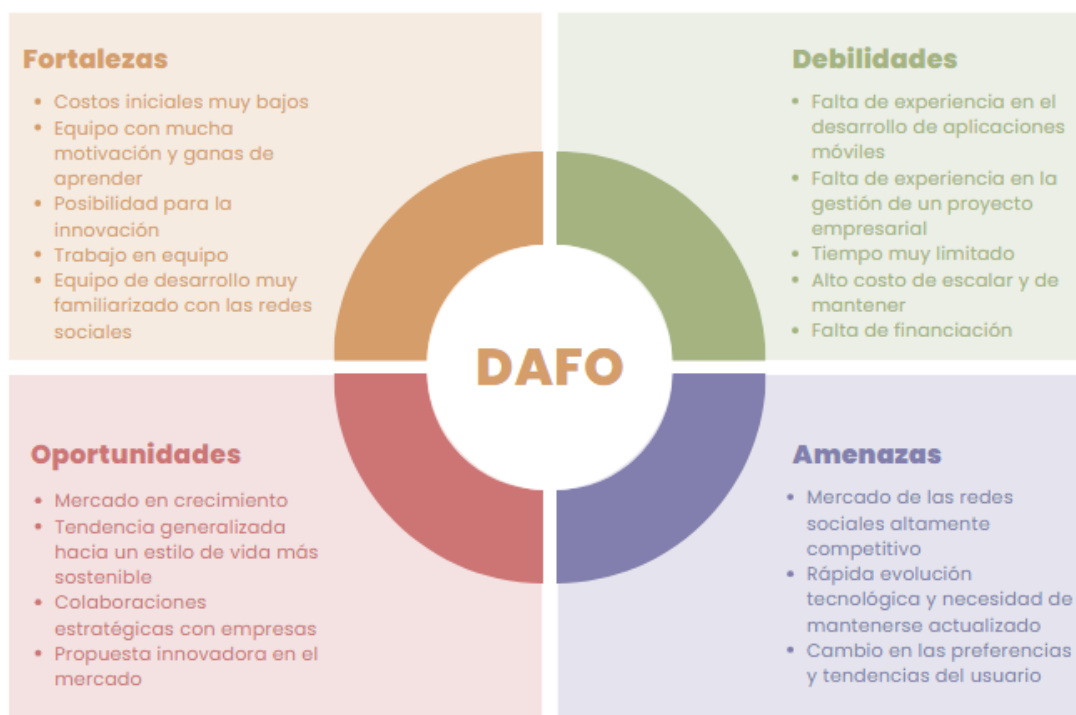 Fortalezas
• Costos iniciales muy bajos
• Equipo con mucha
motivación y ganas de
aprender
• Posibilidad para la
innovación
• Trabajo en equipo
• Equipo de desarrollo muy
familiarizado con las redes
sociales
Debilidades
• Falta de experiencia en el
desarrollo de aplicaciones
móviles
• Falta de experiencia en la
gestión de un proyecto
empresarial
• Tiempo muy limitado
• Alto costo de escalar y de
mantener
• Falta de financiación
DAFO
Oportunidades
• Mercado en crecimiento
• Tendencia generalizada
hacia un estilo de vida más
sostenible
• Colaboraciones
estratégicas con empresas
• Propuesta innovadora en el
mercado
Amenazas
• Mercado de las redes
sociales altamente
competitivo
• Rápida evolución
tecnológica y necesidad de
mantenerse actualizado
• Cambio en las preferencias
y tendencias del usuario